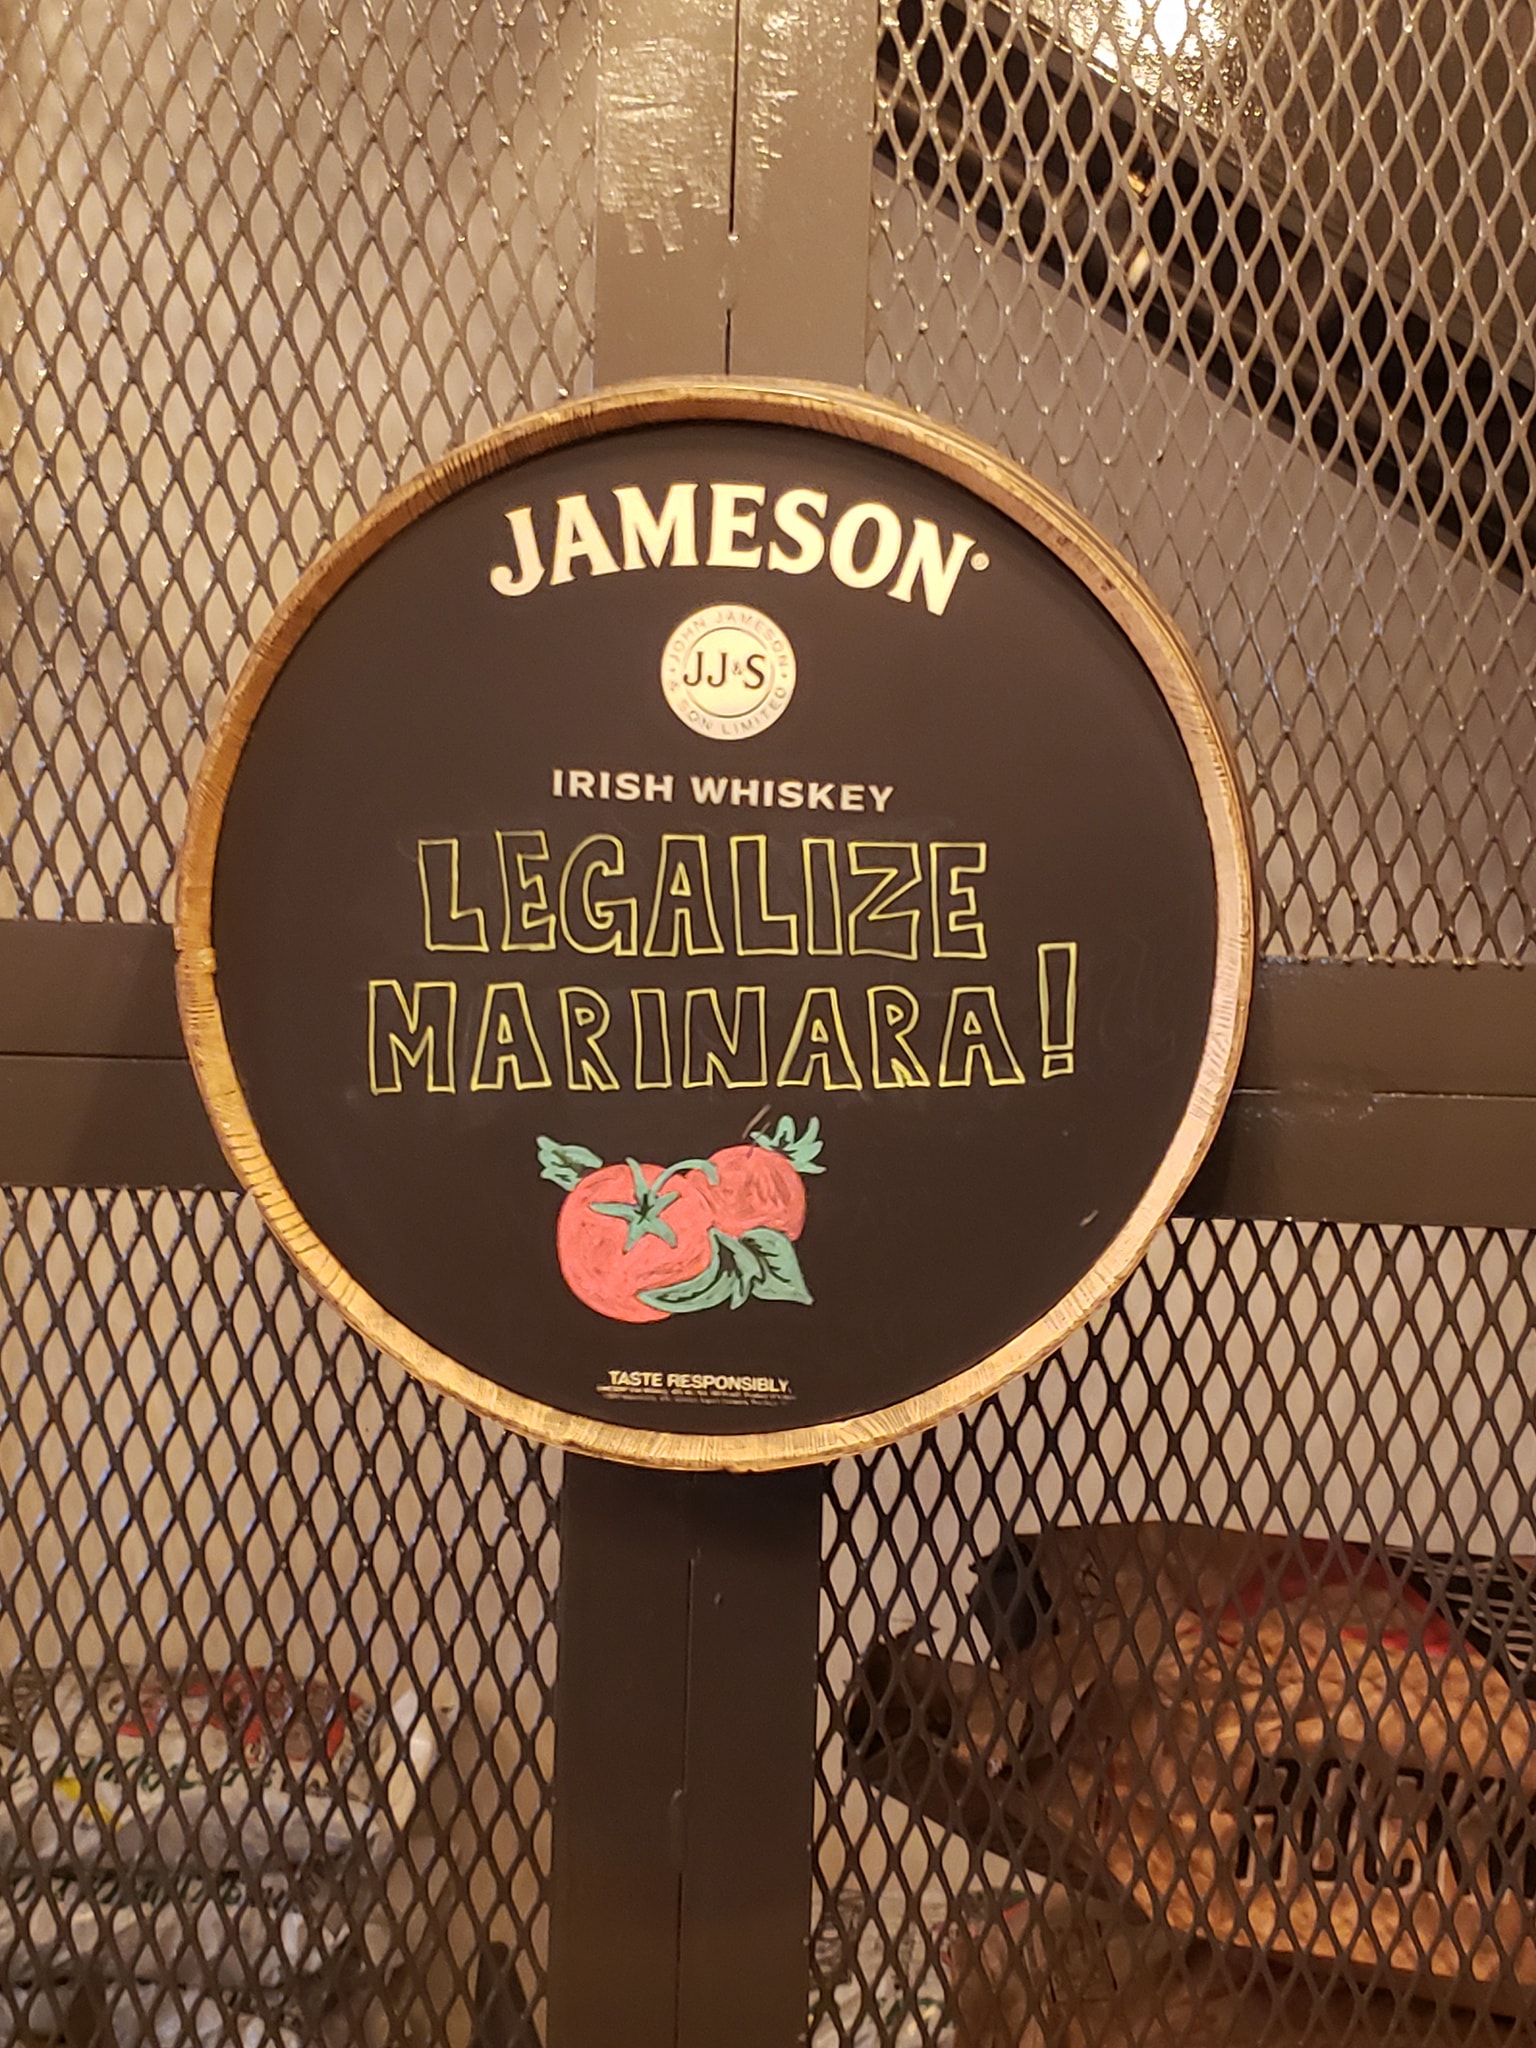 JAMESON®
JOHN JAMESON & SON LIMITED
JJ&S
IRISH WHISKEY
LEGALIZE
MARINARA!
TASTE RESPONSIBLY.